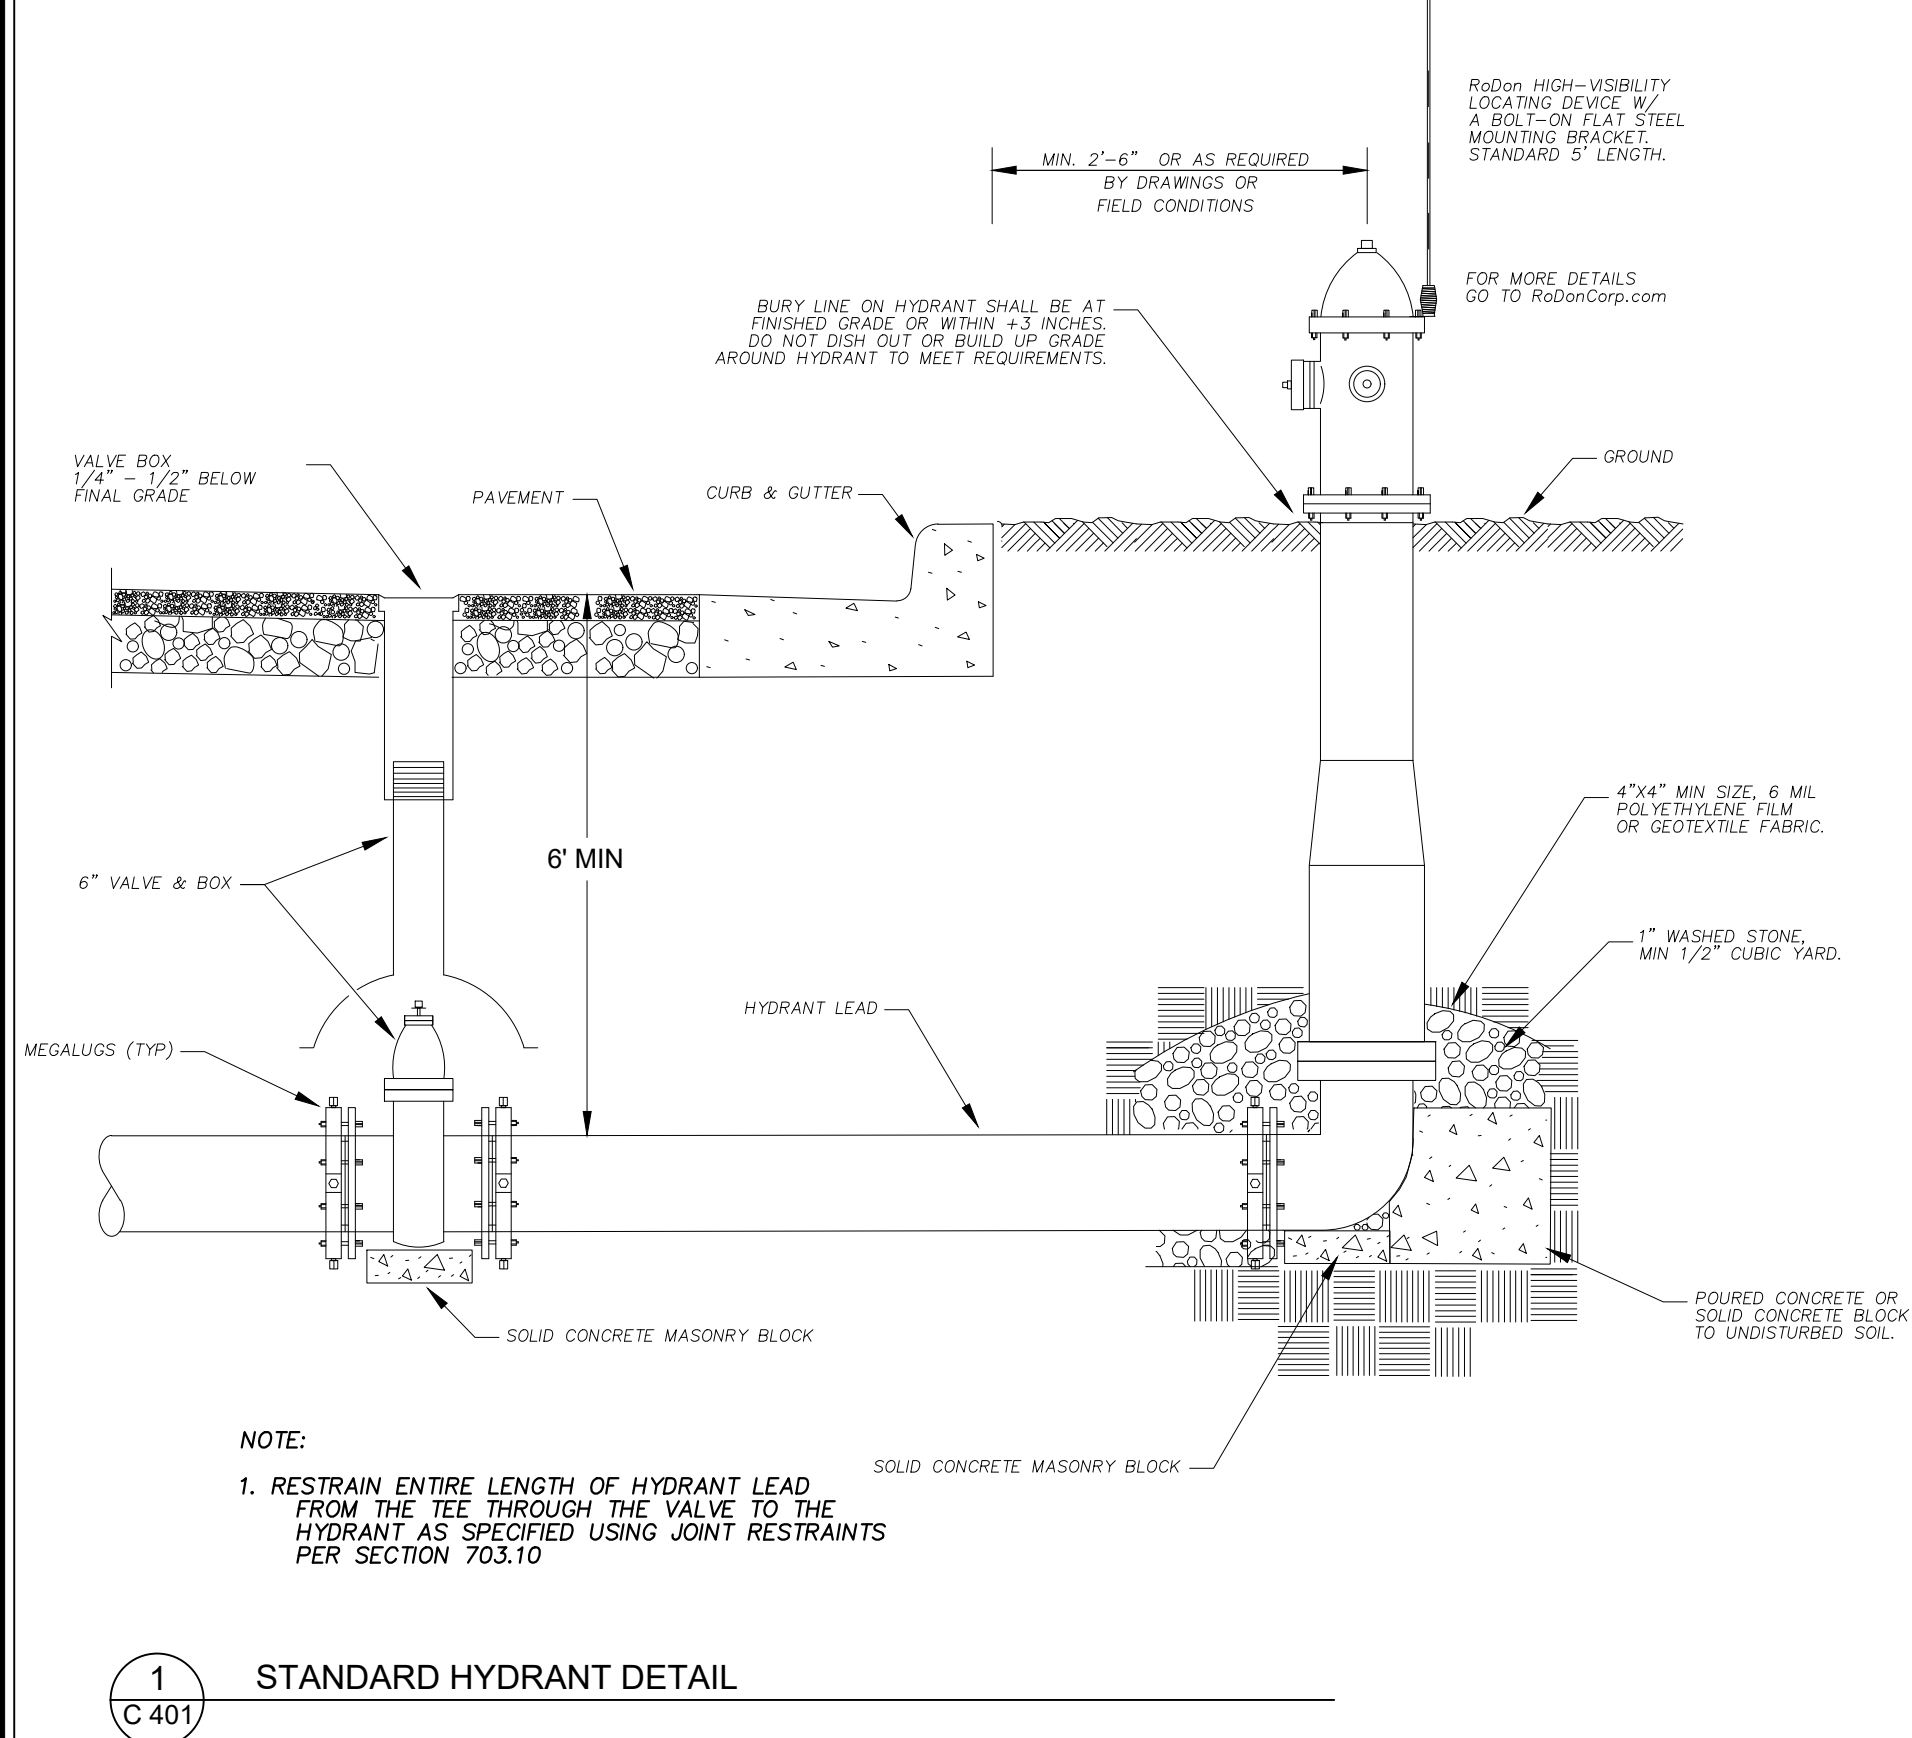 RoDon HIGH-VISIBILITY
LOCATING DEVICE W/
A BOLT-ON FLAT STEEL
MOUNTING BRACKET.
STANDARD 5' LENGTH.
MIN. 2'-6" OR AS REQUIRED
BY DRAWINGS OR
FIELD CONDITIONS
FOR MORE DETAILS
GO TO RoDonCorp.com
BURY LINE ON HYDRANT SHALL BE AT
FINISHED GRADE OR WITHIN +3 INCHES.
DO NOT DISH OUT OR BUILD UP GRADE
AROUND HYDRANT TO MEET REQUIREMENTS.
VALVE BOX
1/4" - 1/2" BELOW
FINAL GRADE
PAVEMENT
CURB & GUTTER
GROUND
4"X4" MIN SIZE, 6 MIL
POLYETHYLENE FILM
OR GEOTEXTILE FABRIC.
6' MIN
6" VALVE & BOX
1" WASHED STONE,
MIN 1/2" CUBIC YARD.
HYDRANT LEAD
MEGALUGS (TYP)
POURED CONCRETE OR
SOLID CONCRETE BLOCK
TO UNDISTURBED SOIL.
SOLID CONCRETE MASONRY BLOCK
SOLID CONCRETE MASONRY BLOCK
NOTE:
1. RESTRAIN ENTIRE LENGTH OF HYDRANT LEAD
FROM THE TEE THROUGH THE VALVE TO THE
HYDRANT AS SPECIFIED USING JOINT RESTRAINTS
PER SECTION 703.10
1
C 401
STANDARD HYDRANT DETAIL